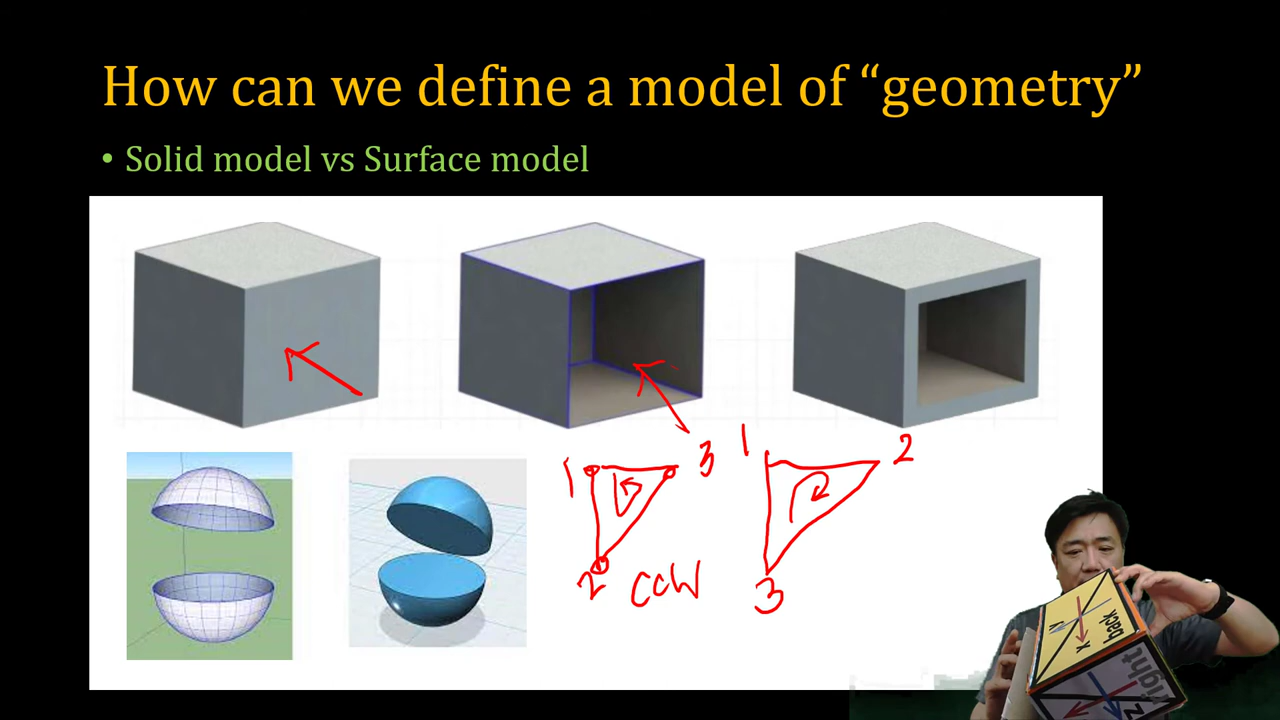 How can we define a model of “geometry”
• Solid model vs Surface model
1
3
2
CCW
1
2
3
back
x
right
z